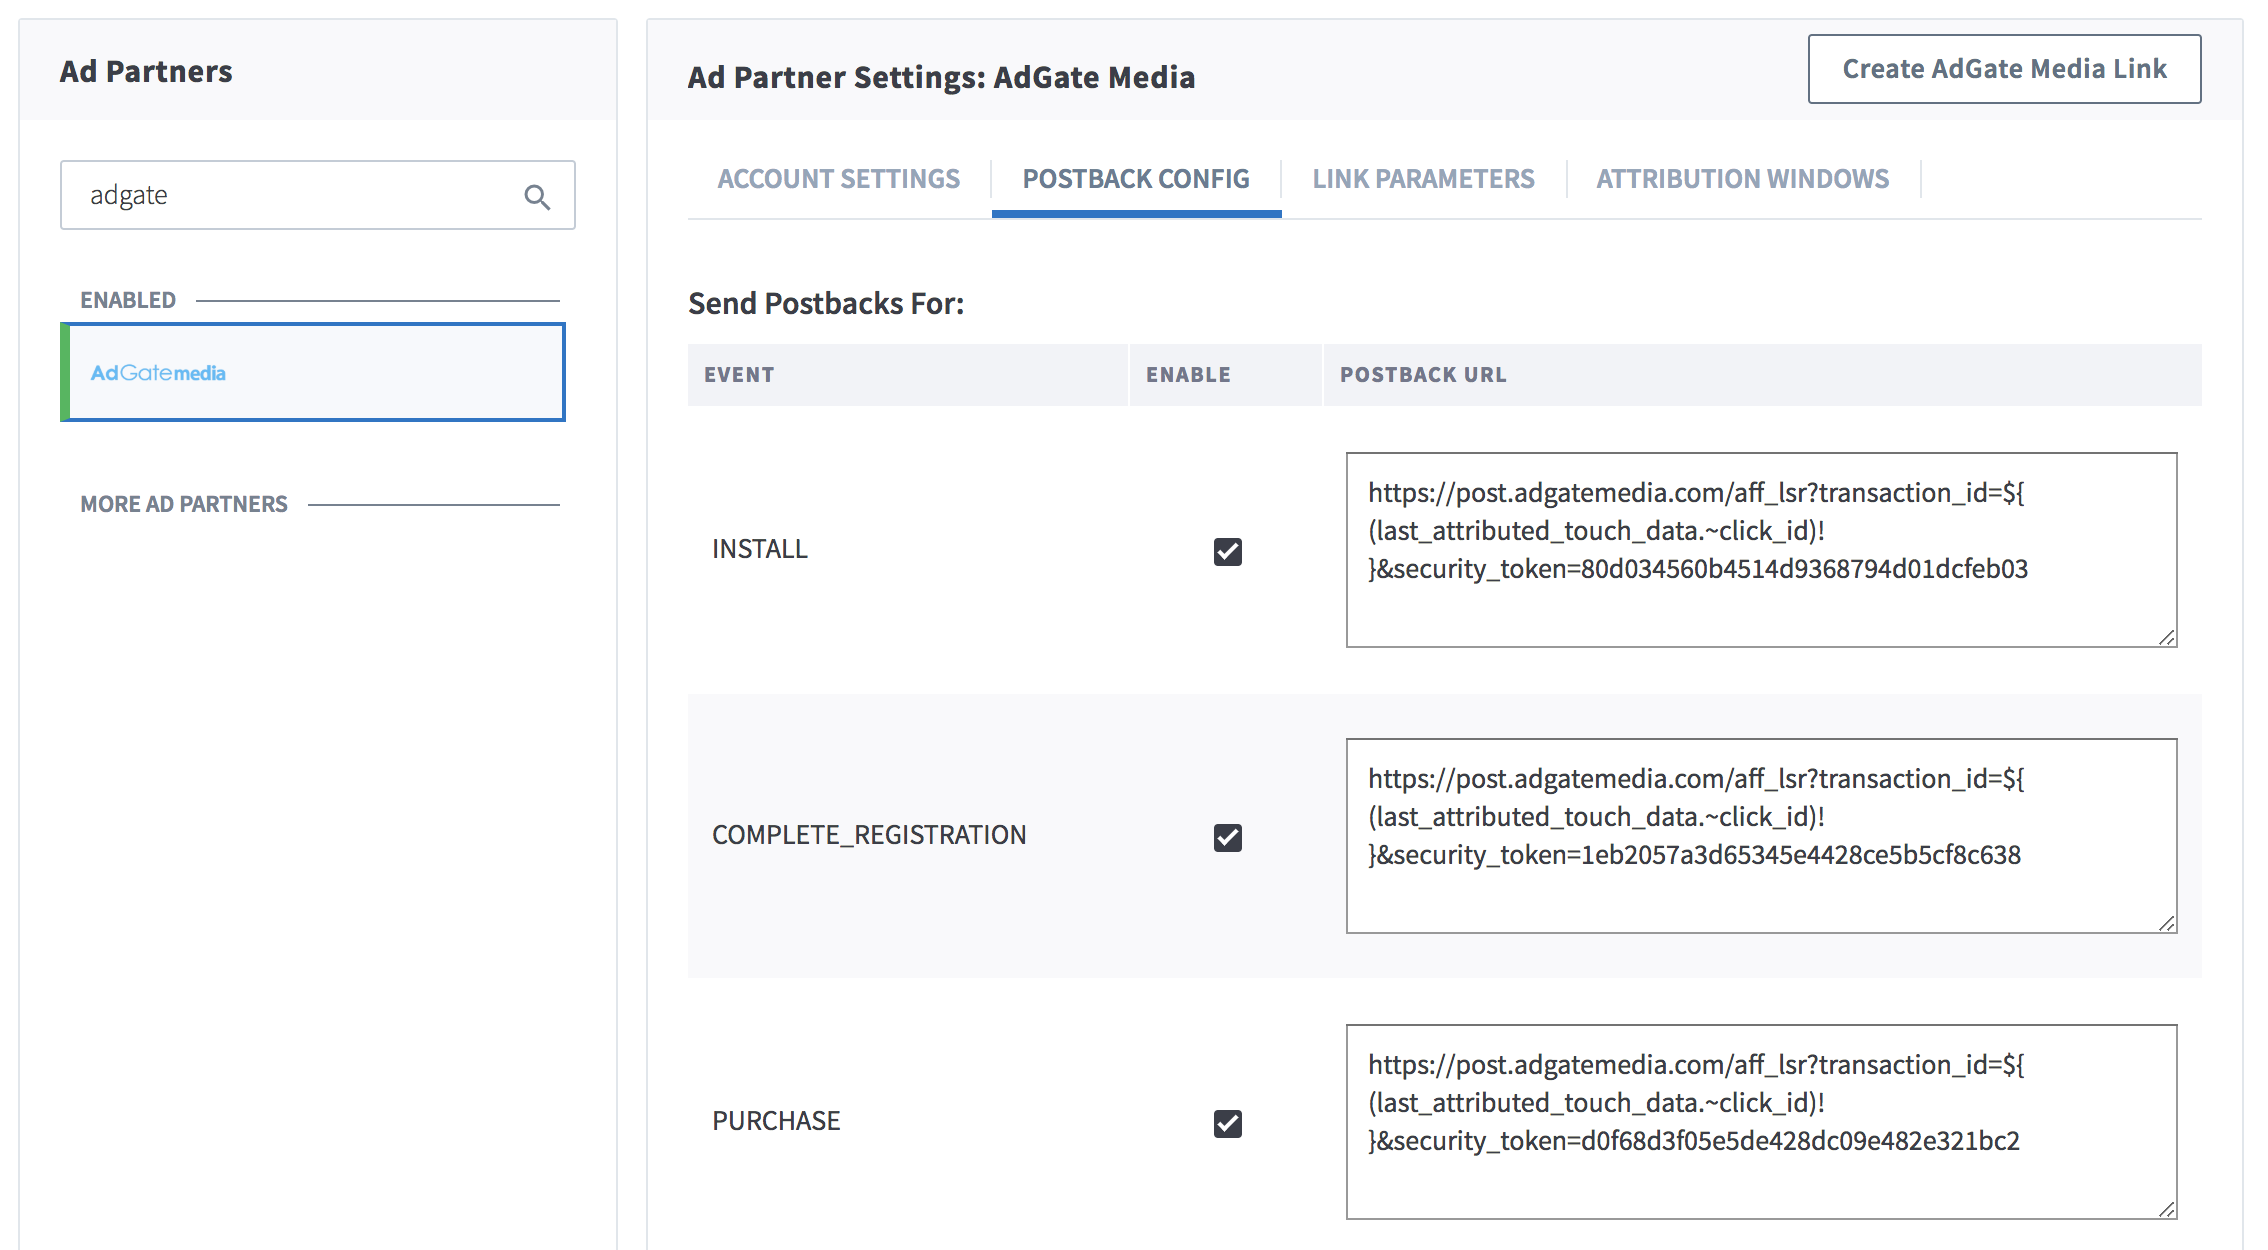 Ad Partners
adgate
ENABLED
AdGatemedia
MORE AD PARTNERS
Ad Partner Settings: AdGate Media
Create AdGate Media Link
ACCOUNT SETTINGS
POSTBACK CONFIG
LINK PARAMETERS
ATTRIBUTION WINDOWS
Send Postbacks For:
EVENT
ENABLE
POSTBACK URL
INSTALL
https://post.adgatemedia.com/aff_lsr?transaction_id=${
(last_attributed_touch_data.~click_id)!
}&security_token=80d034560b4514d9368794d01dcfeb03
COMPLETE_REGISTRATION
https://post.adgatemedia.com/aff_lsr?transaction_id=${
(last_attributed_touch_data.~click_id)!
}&security_token=1eb2057a3d65345e4428ce5b5cf8c638
PURCHASE
https://post.adgatemedia.com/aff_lsr?transaction_id=${
(last_attributed_touch_data.~click_id)!
}&security_token=d0f68d3f05e5de428dc09e482e321bc2